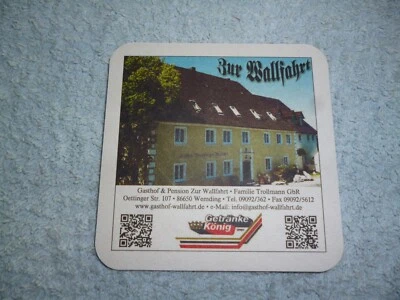 Zur Wallfahrt
Gasthof & Pension Zur Wallfahrt • Familie Trollmann GbR
Oettinger Str. 107 • 86650 Wemding • Tel. 09092/362 • Fax 09092/5612
www.gasthof-wallfahrt.de • e-Mail: info@gasthof-wallfahrt.de
Getränke
König